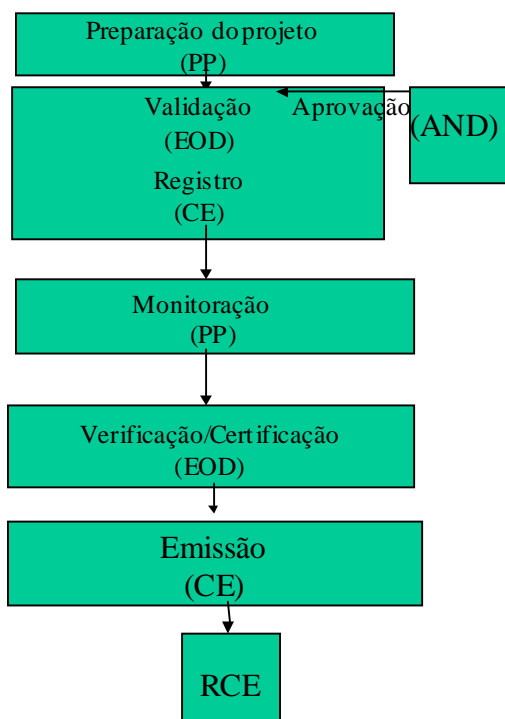 Preparação do projeto
(PP)
Validação
(EOD)
Aprovação
(AND)
Registro
(CE)
Monitoração
(PP)
Verificação/Certificação
(EOD)
Emissão
(CE)
RCE